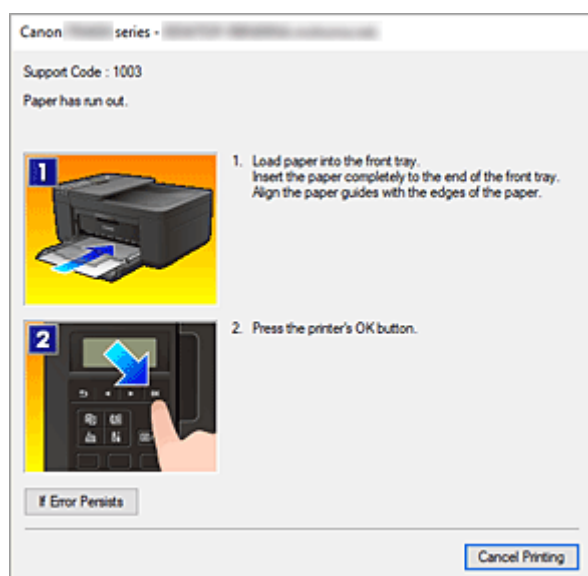 Canon series -
Support Code : 1003
Paper has run out.
1
1. Load paper into the front tray.
Insert the paper completely to the end of the front tray.
Align the paper guides with the edges of the paper.
2
2. Press the printer's OK button.
If Error Persists
Cancel Printing